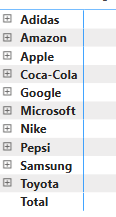 Adidas
Amazon
Apple
Coca-Cola
Google
Microsoft
Nike
Pepsi
Samsung
Toyota
Total